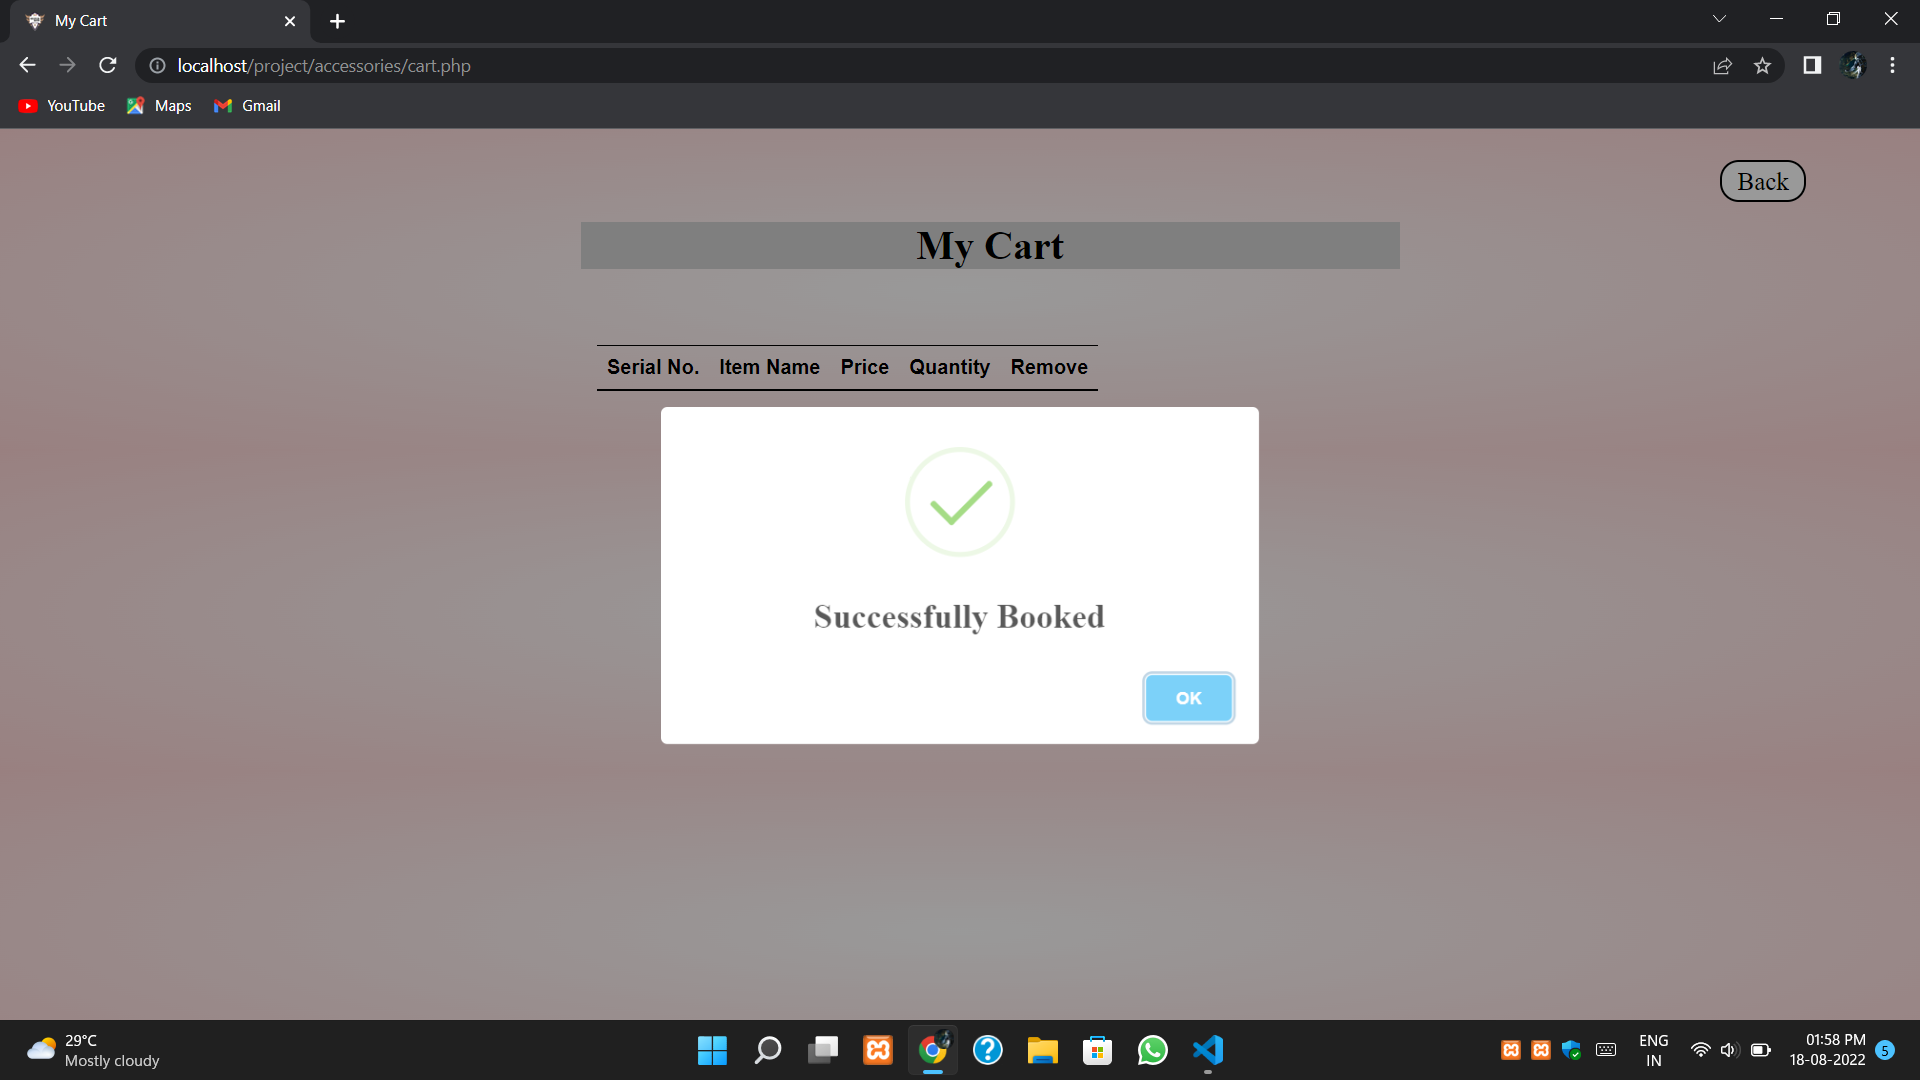 My Cart
localhost/project/accessories/cart.php
YouTube Maps Gmail
Back
My Cart
Serial No. Item Name Price Quantity Remove
Successfully Booked
OK
29°C
Mostly cloudy
ENG
IN
01:58 PM
18-08-2022
5